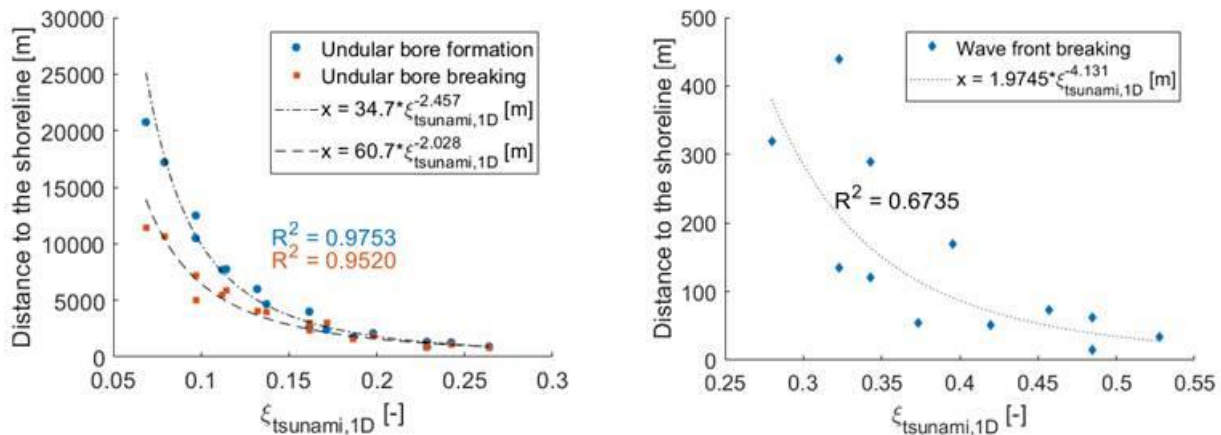 30000
25000
20000
15000
10000
5000
0
Distance to the shoreline [m]
Undular bore formation
Undular bore breaking
x = 34.7*ξ-2.457 tsunami,1D [m]
x = 60.7*ξ-2.028 tsunami,1D [m]
R2 = 0.9753
R2 = 0.9520
0.05 0.1 0.15 0.2 0.25 0.3
ξtsunami,1D [-]
500
400
300
200
100
0
Distance to the shoreline [m]
Wave front breaking
x = 1.9745*ξ-4.131 tsunami,1D [m]
R2 = 0.6735
0.25 0.3 0.35 0.4 0.45 0.5 0.55
ξtsunami,1D [-]